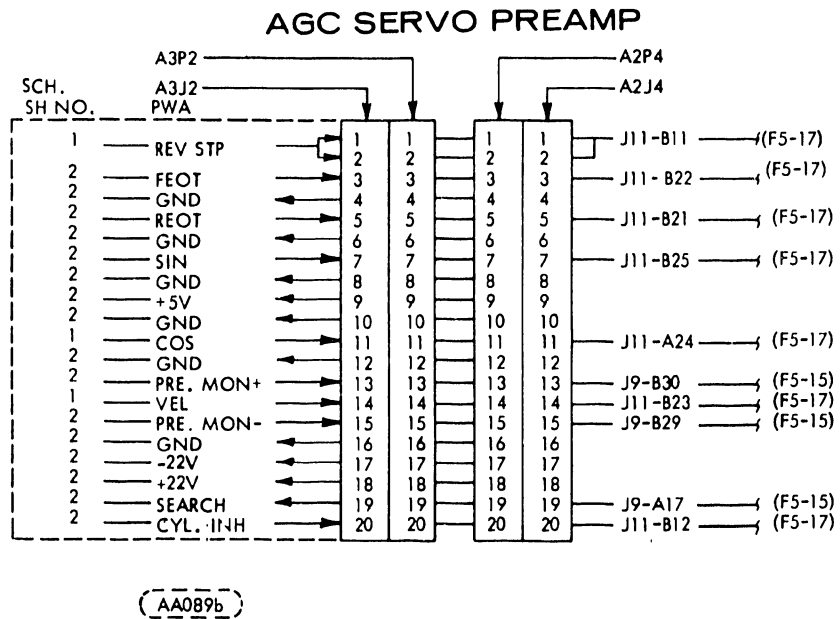 AGC SERVO PREAMP
A3P2 A2P4
SCH. A3J2 A2J4
SH NO. PWA
1 REV STP 1 1 1 1 J11-B11 (F5-17)
2 2 2 2
2 FEOT 3 3 3 3 J11-B22 (F5-17)
2 GND 4 4 4 4
2 REOT 5 5 5 5 J11-B21 (F5-17)
2 GND 6 6 6 6
2 SIN 7 7 7 7 J11-B25 (F5-17)
2 GND 8 8 8 8
2 +5V 9 9 9 9
2 GND 10 10 10 10
1 COS 11 11 11 11 J11-A24 (F5-17)
2 GND 12 12 12 12
2 PRE. MON+ 13 13 13 13 J9-B30 (F5-15)
1 VEL 14 14 14 14 J11-B23 (F5-17)
2 PRE. MON- 15 15 15 15 J9-B29 (F5-15)
2 GND 16 16 16 16
2 -22V 17 17 17 17
2 +22V 18 18 18 18
2 SEARCH 19 19 19 19 J9-A17 (F5-15)
2 CYL. INH 20 20 20 20 J11-B12 (F5-17)
AA089b